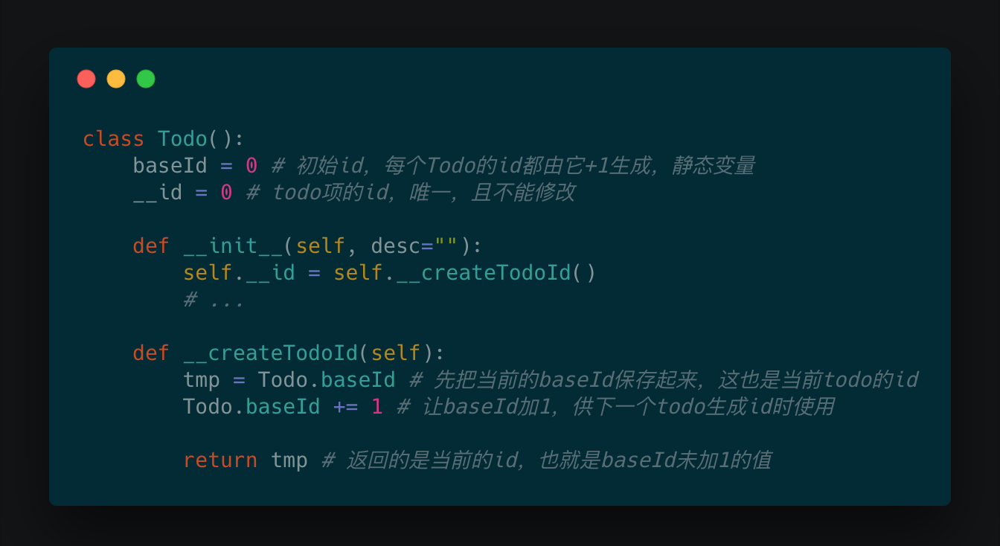 class Todo():
    baseId = 0 # 初始id，每个Todo的id都由它+1生成，静态变量
    __id = 0 # todo项的id，唯一，且不能修改
    def __init__(self, desc=""):
        self.__id = self.__createTodoId()
        # ...
    def __createTodoId(self):
        tmp = Todo.baseId # 先把当前的baseId保存起来，这也是当前todo的id
        Todo.baseId += 1 # 让baseId加1，供下一个todo生成id时使用
        return tmp # 返回的是当前的id，也就是baseId未加1的值